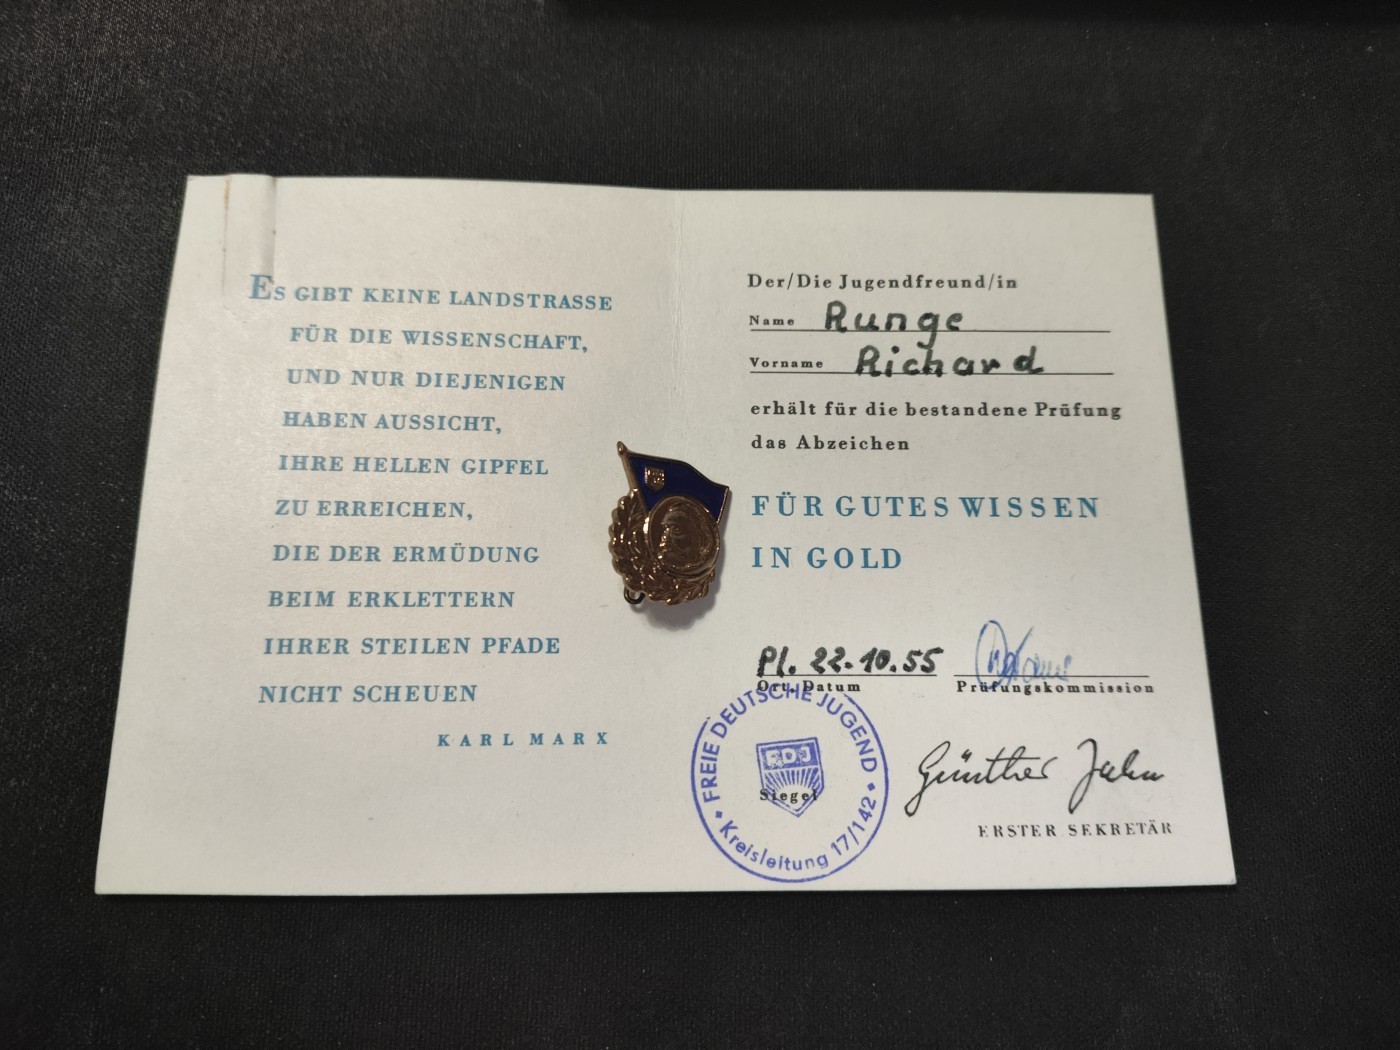 Es GIBT KEINE LANDSTRASSE
FÜR DIE WISSENSCHAFT,
UND NUR DIEJENIGEN
HABEN AUSSICHT,
IHRE HELLEN GIPFEL
ZU ERREICHEN,
DIE DER ERMÜDUNG
BEIM ERKLETTERN
IHRER STEILEN PFADE
NICHT SCHEUEN
KARL MARX
Der/Die Jugendfreund/in
Name Runge
Vorname Richard
erhält für die bestandene Prüfung
das Abzeichen
FÜR GUTES WISSEN
IN GOLD
Pl. 22.10.55
Ort, Datum
Prüfungskommission
FREIE DEUTSCHE JUGEND
FDJ
Siegel
Kreisleitung 17/142
Günther Jahn
ERSTER SEKRETÄR